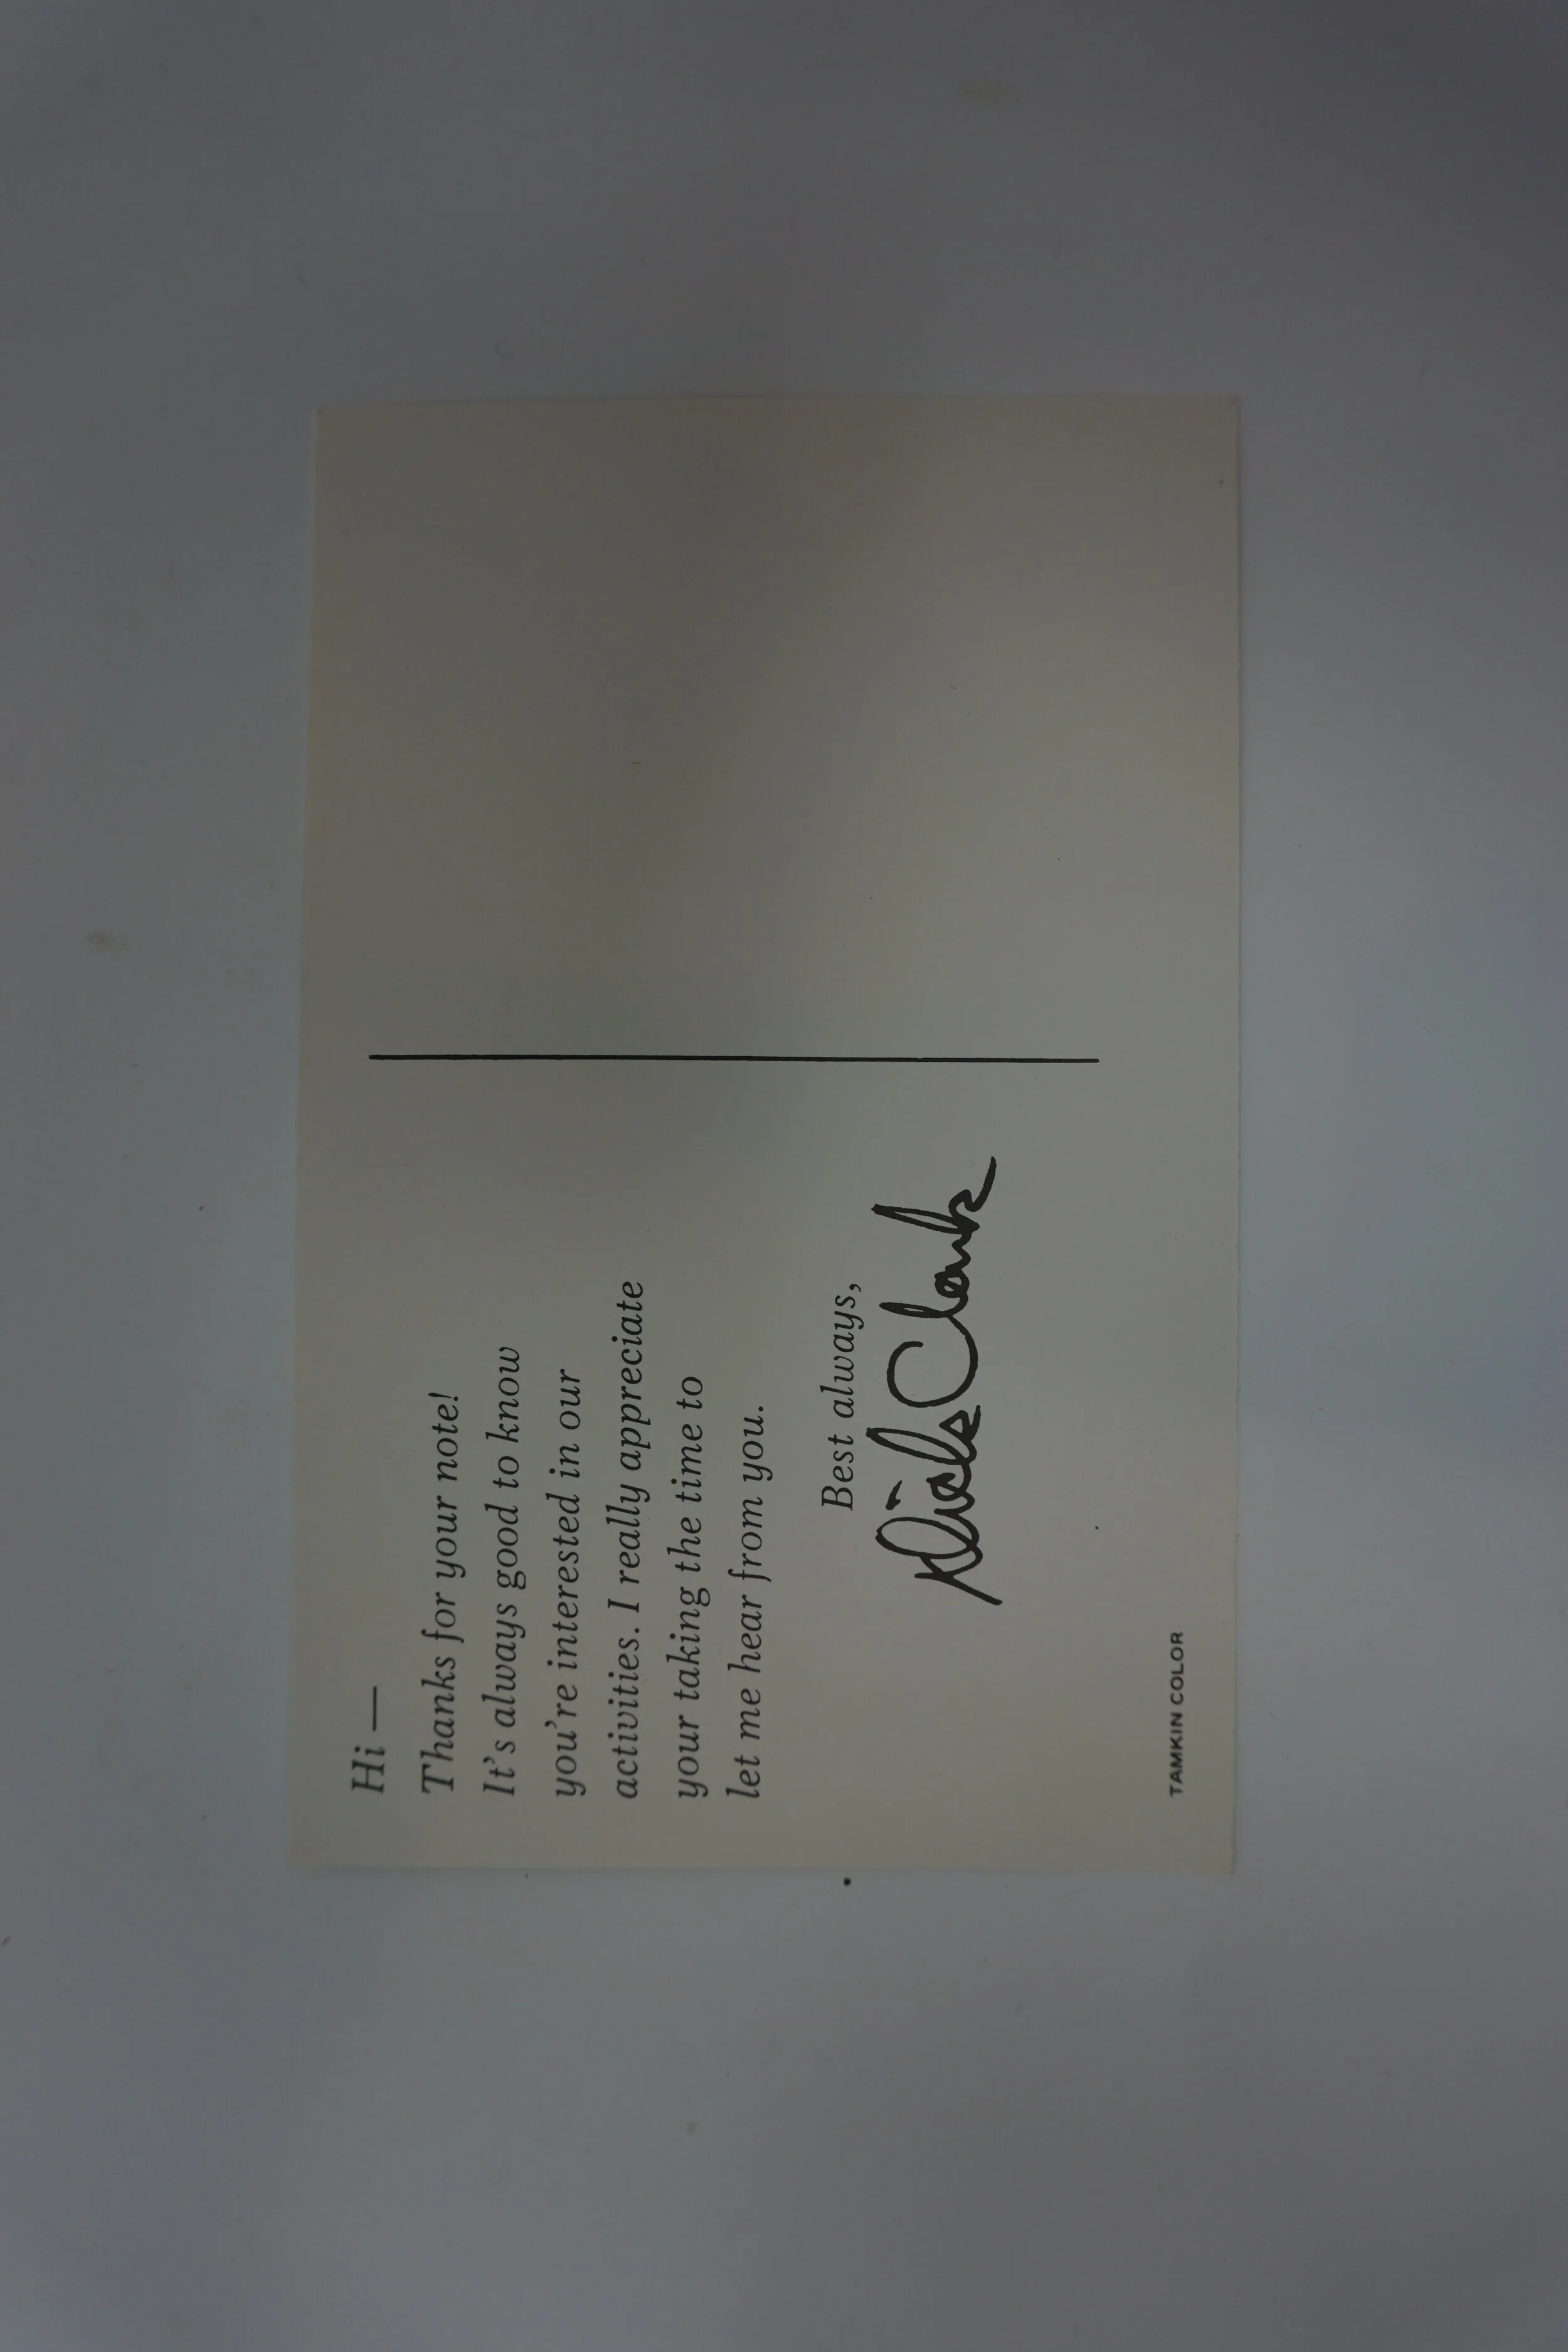 Hi —
Thanks for your note!
It's always good to know
you're interested in our
activities. I really appreciate
your taking the time to
let me hear from you.
Best always,
Dick Clark
TAMKIN COLOR